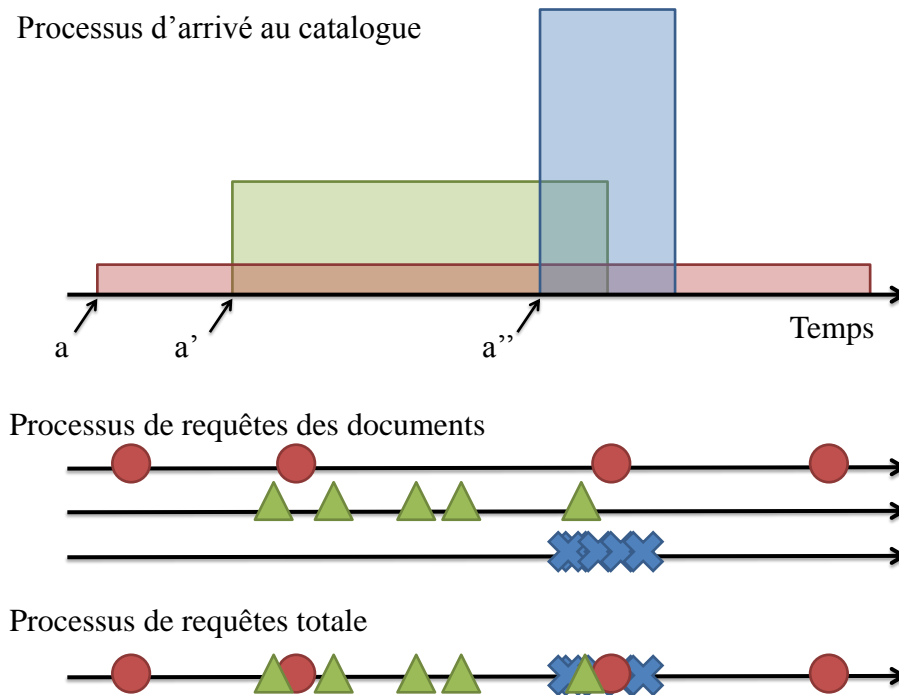 Processus d’arrivé au catalogue
Temps
a
a’
a’’
Processus de requêtes des documents
Processus de requêtes totale